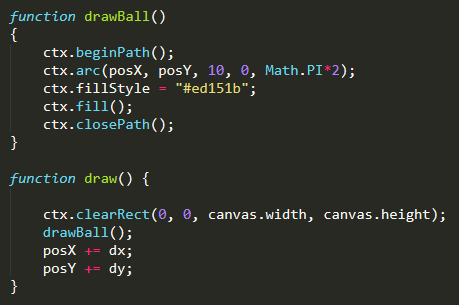 function drawBall()
{
ctx.beginPath();
ctx.arc(posX, posY, 10, 0, Math.PI*2);
ctx.fillStyle = "#ed151b";
ctx.fill();
ctx.closePath();
}
function draw() {
ctx.clearRect(0, 0, canvas.width, canvas.height);
drawBall();
posX += dx;
posY += dy;
}